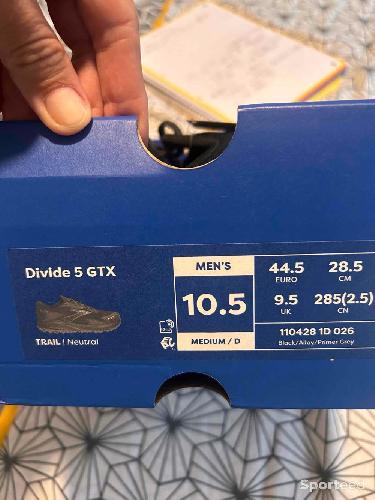 Divide 5 GTX
TRAIL | Neutral
MEN'S
10.5
MEDIUM / D
44.5 28.5
EURO CM
9.5 285(2.5)
UK CN
110428 1D 026
Black/Alloy/Pamer Grey
Sporteed